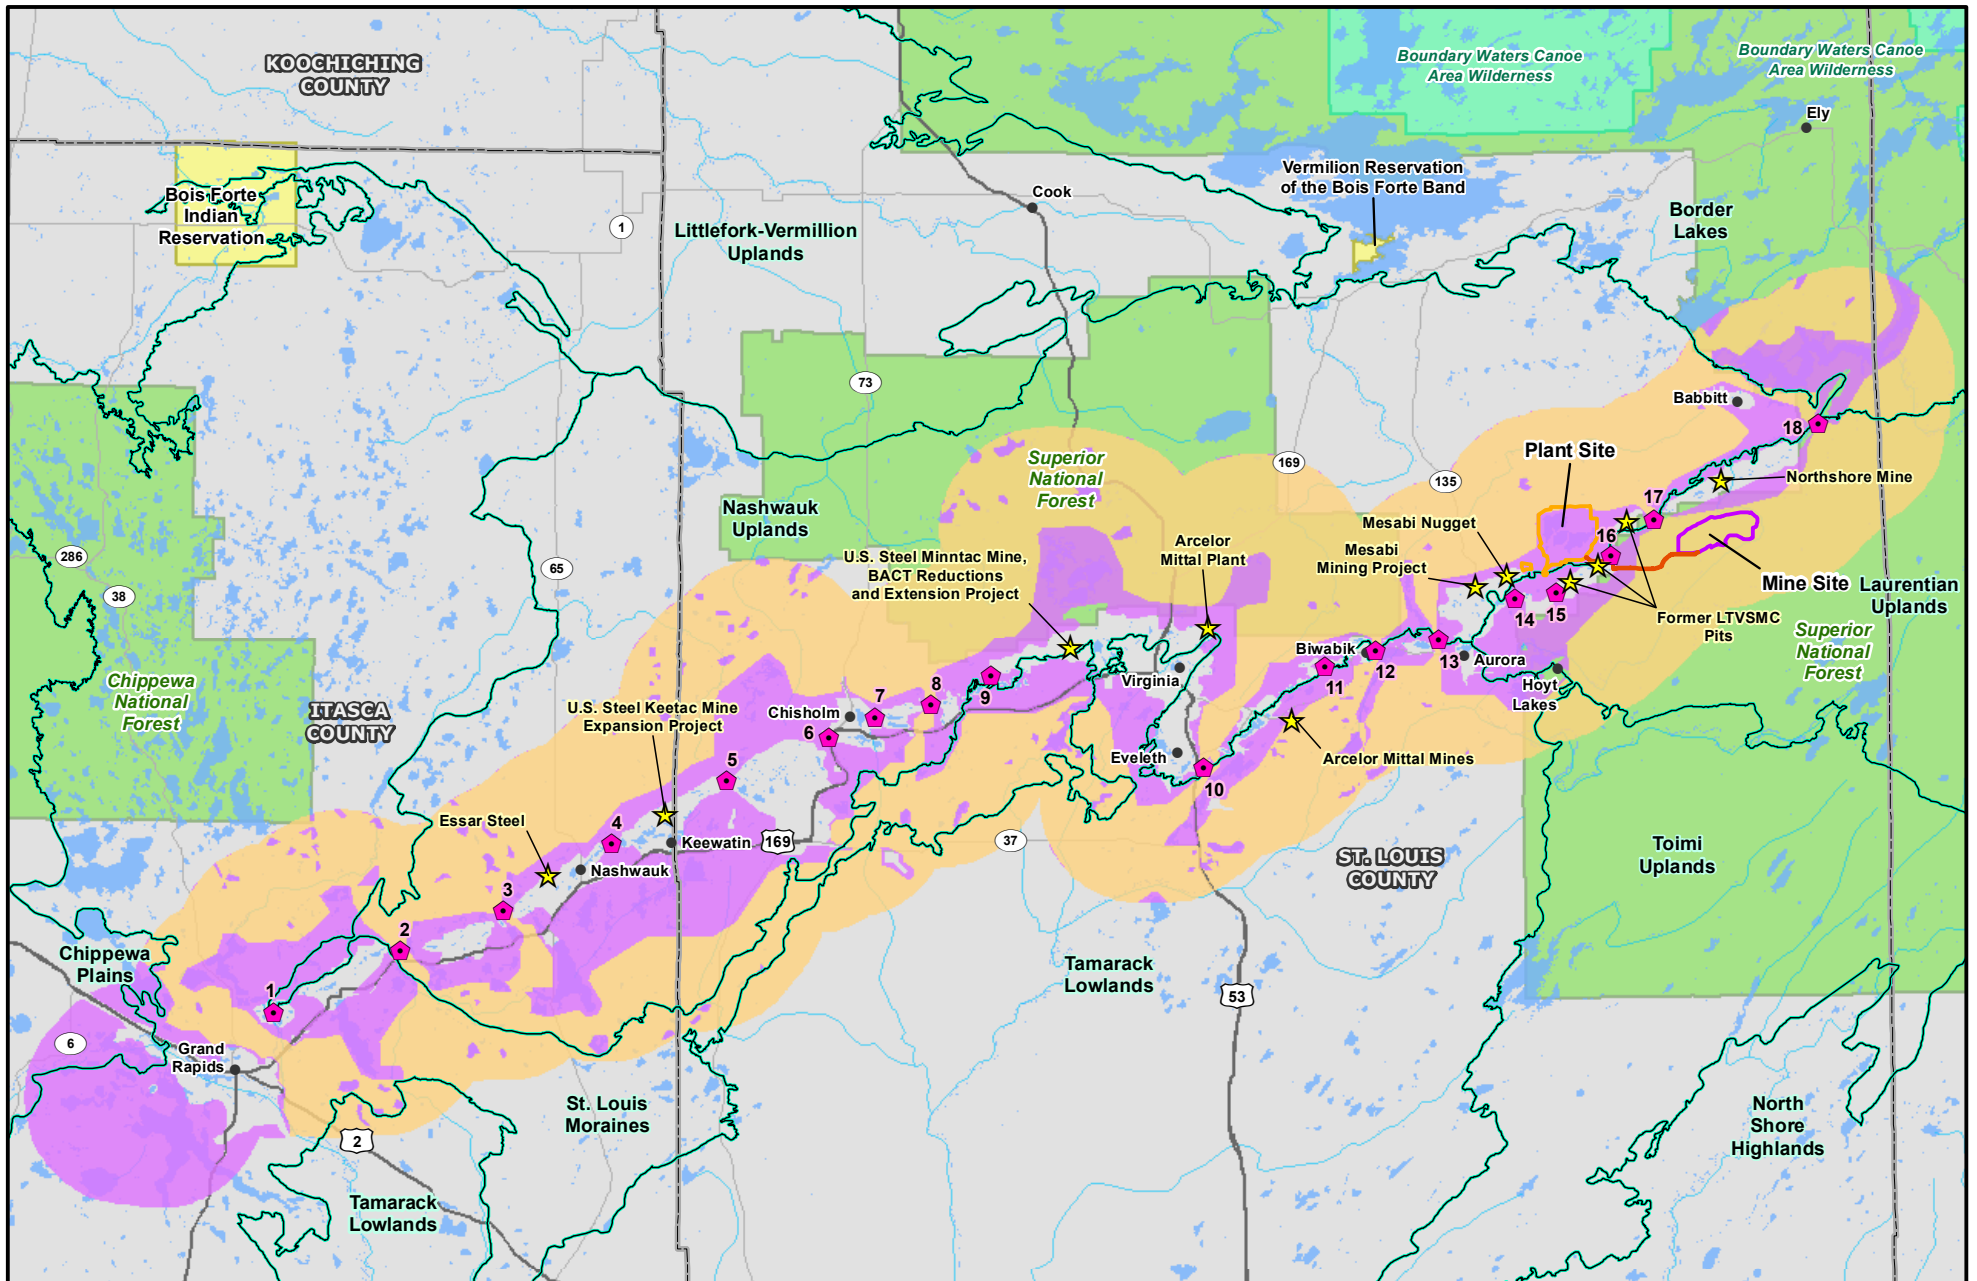 KOOCHICHING
COUNTY
Boundary Waters Canoe
Area Wilderness
Boundary Waters Canoe
Area Wilderness
Ely
Bois Forte
Indian
Reservation
1
Littlefork-Vermillion
Uplands
Cook
Vermilion Reservation
of the Bois Forte Band
Border
Lakes
73
Babbitt
18
Superior
National
Forest
169
135
Plant Site
Northshore Mine
Nashwauk
Uplands
17
16
Mesabi Nugget
Mesabi
Mining Project
Arcelor
Mittal Plant
U.S. Steel Minntac Mine,
BACT Reductions
and Extension Project
286
38
65
Mine Site
Laurentian
Uplands
14
15
Former LTVSMC
Pits
Superior
National
Forest
Biwabik
12
13
Aurora
11
Hoyt
Lakes
Virginia
Chippewa
National
Forest
ITASCA
COUNTY
U.S. Steel Keetac Mine
Expansion Project
Chisholm
7
8
9
6
5
Eveleth
10
Arcelor Mittal Mines
Essar Steel
4
Keewatin
169
37
Nashwauk
3
ST. LOUIS
COUNTY
Toimi
Uplands
2
Chippewa
Plains
1
Tamarack
Lowlands
53
6
Grand
Rapids
St. Louis
Moraines
2
North
Shore
Highlands
Tamarack
Lowlands